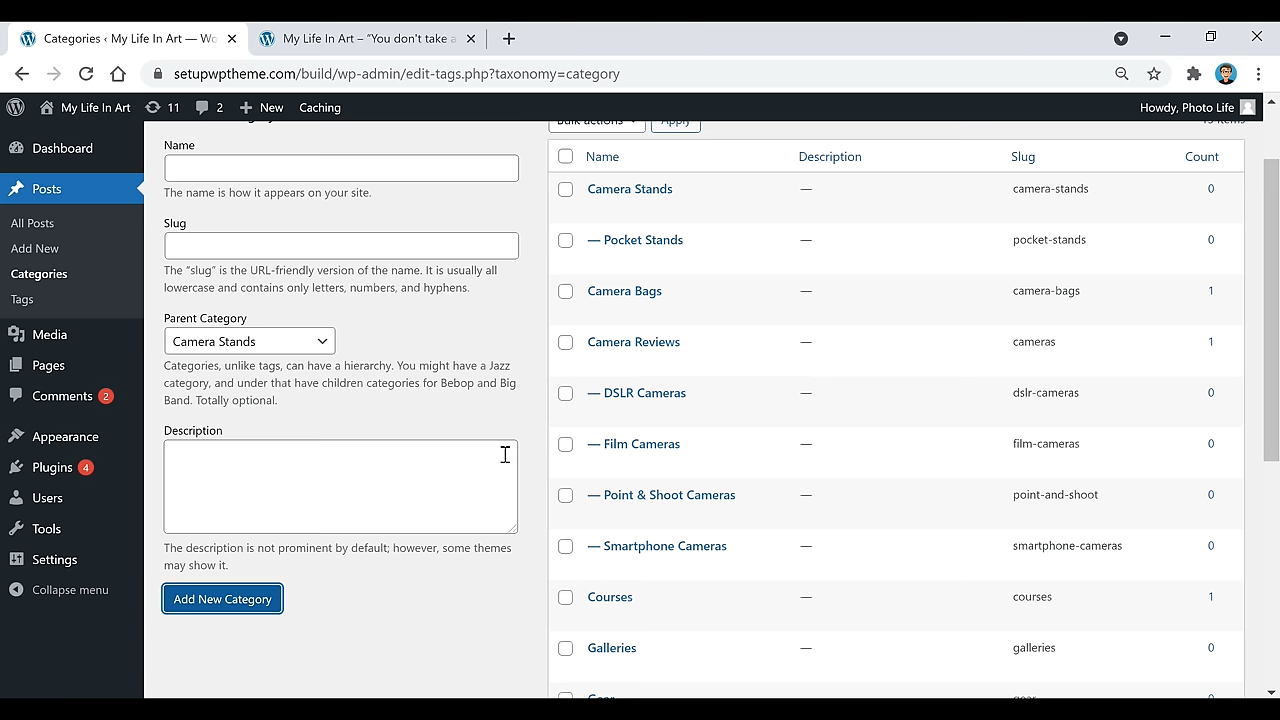 Categories ‹ My Life In Art — Wo
My Life In Art – “You don't take a
setupwptheme.com/build/wp-admin/edit-tags.php?taxonomy=category
My Life In Art 11 2 New Caching Howdy, Photo Life
Dashboard
Posts
All Posts
Add New
Categories
Tags
Media
Pages
Comments 2
Appearance
Plugins 4
Users
Tools
Settings
Collapse menu
Name
The name is how it appears on your site.
Slug
The “slug” is the URL-friendly version of the name. It is usually all
lowercase and contains only letters, numbers, and hyphens.
Parent Category
Camera Stands
Categories, unlike tags, can have a hierarchy. You might have a Jazz
category, and under that have children categories for Bebop and Big
Band. Totally optional.
Description
The description is not prominent by default; however, some themes
may show it.
Add New Category
Bulk actions Apply
Name Description Slug Count
Camera Stands — camera-stands 0
— Pocket Stands — pocket-stands 0
Camera Bags — camera-bags 1
Camera Reviews — cameras 1
— DSLR Cameras — dslr-cameras 0
— Film Cameras — film-cameras 0
— Point & Shoot Cameras — point-and-shoot 0
— Smartphone Cameras — smartphone-cameras 0
Courses — courses 1
Galleries — galleries 0